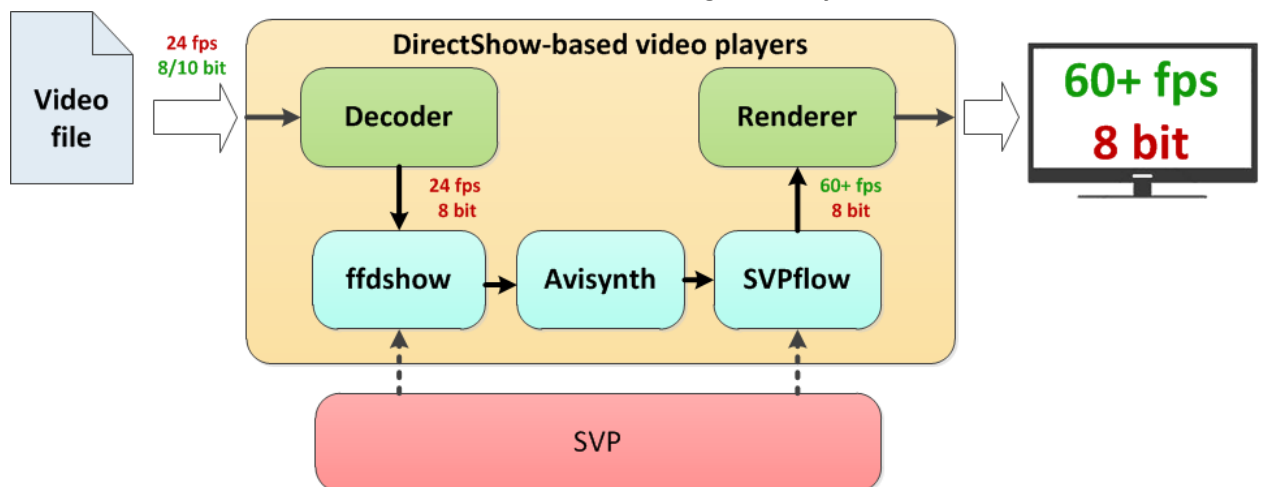 24 fps
8/10 bit
Video
file
DirectShow-based video players
Decoder
Renderer
60+ fps
8 bit
24 fps
8 bit
60+ fps
8 bit
ffdshow
Avisynth
SVPflow
SVP